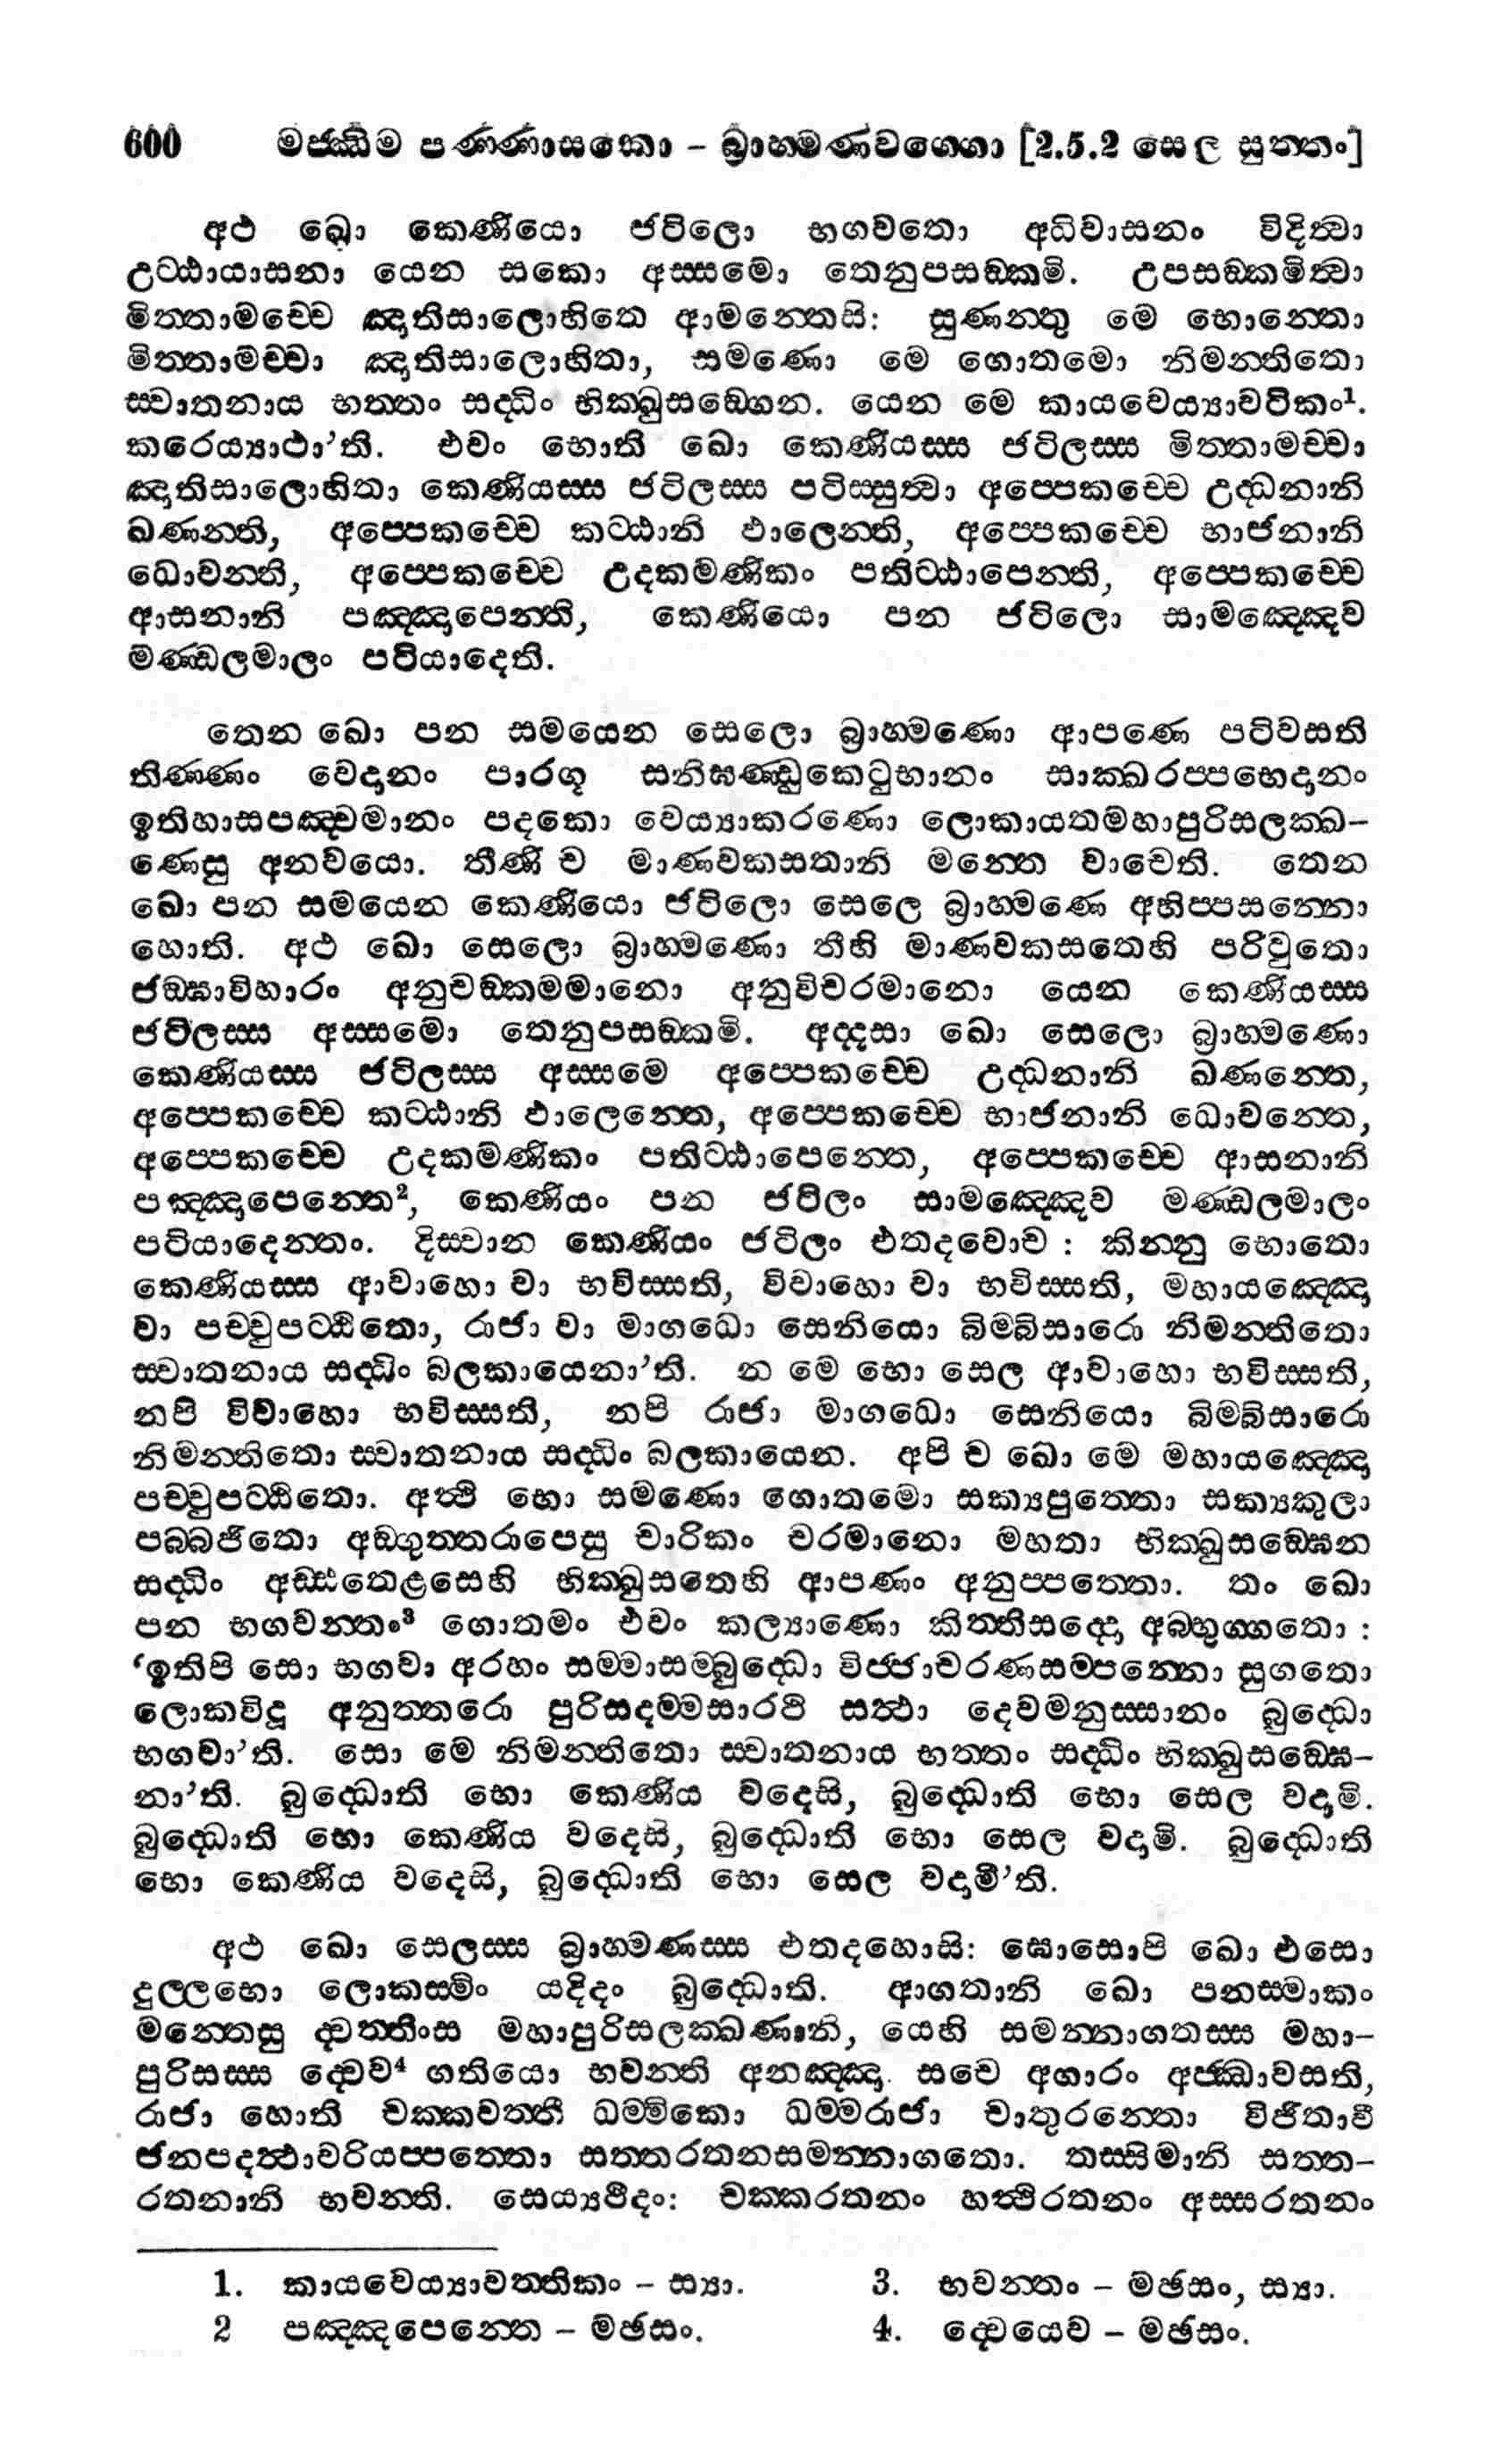 600 මජ්ඣිම පණ්ණාසකො – බ්‍රාහ්මණවග්ගො [2.5.2 සෙල සුත්තං]
අථ ඛො කෙණියො ජටිලො භගවතො අධිවාසනං විදිත්වා
උට්ඨායාසනා යෙන සකො අස්සමො තෙනුපසඞ්කමි. උපසඞ්කමිත්වා
මිත්තාමච්චෙ ඤාතිසාලොහිතෙ ආමන්තෙසි: සුණන්තු මෙ භොන්තො
මිත්තාමච්චා ඤාතිසාලොහිතා, සමණො මෙ ගොතමො නිමන්තිතො
ස්වාතනාය භත්තං සද්ධිං භික්ඛුසඞ්ඝෙන. යෙන මෙ කායවෙය්‍යාවටිකං¹.
කරෙය්‍යාථා’ති. එවං භොති ඛො කෙණියස්ස ජටිලස්ස මිත්තාමච්චා
ඤාතිසාලොහිතා කෙණියස්ස ජටිලස්ස පටිස්සුත්වා අප්පෙකච්චෙ උද්ධනානි
ඛණන්ති, අප්පෙකච්චෙ කට්ඨානි ඵාලෙන්ති, අප්පෙකච්චෙ භාජනානි
ධොවන්ති, අප්පෙකච්චෙ උදකමණිකං පතිට්ඨාපෙන්ති, අප්පෙකච්චෙ
ආසනානි පඤ්ඤාපෙන්ති, කෙණියො පන ජටිලො සාමඤ්ඤෙව
මණ්ඩලමාලං පටියාදෙති.
තෙන ඛො පන සමයෙන සෙලො බ්‍රාහ්මණො ආපණෙ පටිවසති
තිණ්ණං වෙදානං පාරගූ සනිඝණ්ඩුකෙටුභානං සාක්ඛරප්පභෙදානං
ඉතිහාසපඤ්චමානං පදකො වෙය්‍යාකරණො ලොකායතමහාපුරිසලක්ඛ–
ණෙසු අනවයො. තීණි ච මාණවකසතානි මන්තෙ වාචෙති. තෙන
ඛො පන සමයෙන කෙණියො ජටිලො සෙලෙ බ්‍රාහ්මණෙ අභිප්පසන්නො
හොති. අථ ඛො සෙලො බ්‍රාහ්මණො තීහි මාණවකසතෙහි පරිවුතො
ජඞ්ඝාවිහාරං අනුචඞ්කමමානො අනුවිචරමානො යෙන කෙණියස්ස
ජටිලස්ස අස්සමො තෙනුපසඞ්කමි. අද්දසා ඛො සෙලො බ්‍රාහ්මණො
කෙණියස්ස ජටිලස්ස අස්සමෙ අප්පෙකච්චෙ උද්ධනානි ඛණන්තෙ,
අප්පෙකච්චෙ කට්ඨානි ඵාලෙන්තෙ, අප්පෙකච්චෙ භාජනානි ධොවන්තෙ,
අප්පෙකච්චෙ උදකමණිකං පතිට්ඨාපෙන්තෙ, අප්පෙකච්චෙ ආසනානි
පඤ්ඤාපෙන්තෙ², කෙණියං පන ජටිලං සාමඤ්ඤෙව මණ්ඩලමාලං
පටියාදෙන්තං. දිස්වාන කෙණියං ජටිලං එතදවොච : කින්නු භොතො
කෙණියස්ස ආවාහො වා භවිස්සති, විවාහො වා භවිස්සති, මහායඤ්ඤො
වා පච්චුපට්ඨිතො, රාජා වා මාගධො සෙනියො බිම්බිසාරො නිමන්තිතො
ස්වාතනාය සද්ධිං බලකායෙනා’ති. න මෙ භො සෙල ආවාහො භවිස්සති,
නපි විවාහො භවිස්සති, නපි රාජා මාගධො සෙනියො බිම්බිසාරො
නිමන්තිතො ස්වාතනාය සද්ධිං බලකායෙන. අපි ච ඛො මෙ මහායඤ්ඤො
පච්චුපට්ඨිතො. අත්ථි භො සමණො ගොතමො සක්‍යපුත්තො සක්‍යකුලා
පබ්බජිතො අඞ්ගුත්තරාපෙසු චාරිකං චරමානො මහතා භික්ඛුසඞ්ඝෙන
සද්ධිං අඩ්ඪතෙළසෙහි භික්ඛුසතෙහි ආපණං අනුප්පත්තො. තං ඛො
පන භගවන්තං³ ගොතමං එවං කල්‍යාණො කිත්තිසද්දො අබ්භුග්ගතො :
‘ඉතිපි සො භගවා අරහං සම්මාසම්බුද්ධො විජ්ජාචරණසම්පන්නො සුගතො
ලොකවිදූ අනුත්තරො පුරිසදම්මසාරථි සත්ථා දෙවමනුස්සානං බුද්ධො
භගවා’ති. සො මෙ නිමන්තිතො ස්වාතනාය භත්තං සද්ධිං භික්ඛුසඞ්ඝෙ–
නා’ති. බුද්ධොති භො කෙණිය වදෙසි, බුද්ධොති භො සෙල වදාමි.
බුද්ධොති භො කෙණිය වදෙසි, බුද්ධොති භො සෙල වදාමි. බුද්ධොති
භො කෙණිය වදෙසි, බුද්ධොති භො සෙල වදාමී’ති.
අථ ඛො සෙලස්ස බ්‍රාහ්මණස්ස එතදහොසි: ඝොසොපි ඛො එසො
දුල්ලභො ලොකස්මිං යදිදං බුද්ධොති. ආගතානි ඛො පනස්මාකං
මන්තෙසු ද්වත්තිංස මහාපුරිසලක්ඛණානි, යෙහි සමන්නාගතස්ස මහා–
පුරිසස්ස ද්වෙව⁴ ගතියො භවන්ති අනඤ්ඤා. සචෙ අගාරං අජ්ඣාවසති,
රාජා හොති චක්කවත්තී ධම්මිකො ධම්මරාජා චාතුරන්තො විජිතාවී
ජනපදත්ථාවරියප්පත්තො සත්තරතනසමන්නාගතො. තස්සිමානි සත්ත–
රතනානි භවන්ති. සෙය්‍යථිදං: චක්කරතනං හත්ථිරතනං අස්සරතනං
1. කායවෙය්‍යාවත්තිකං – ස්‍යා. 3. භවන්තං – මඡසං, ස්‍යා.
2 පඤ්ඤපෙන්තෙ – මඡසං. 4. ද්වෙයෙව – මඡසං.